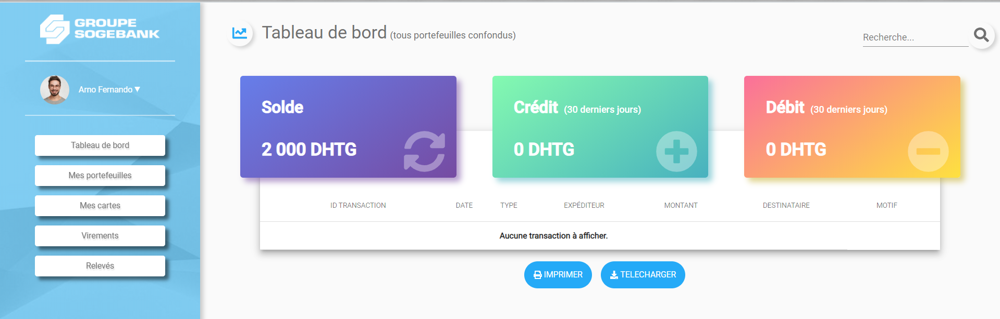 GROUPE
SOGEBANK
Arno Fernando ▼
Tableau de bord
Mes portefeuilles
Mes cartes
Virements
Relevés
Tableau de bord (tous portefeuilles confondus)
Recherche...
Solde
2 000 DHTG
Crédit (30 derniers jours)
0 DHTG
Débit (30 derniers jours)
0 DHTG
ID TRANSACTION DATE TYPE EXPÉDITEUR MONTANT DESTINATAIRE MOTIF
Aucune transaction à afficher.
IMPRIMER TELECHARGER